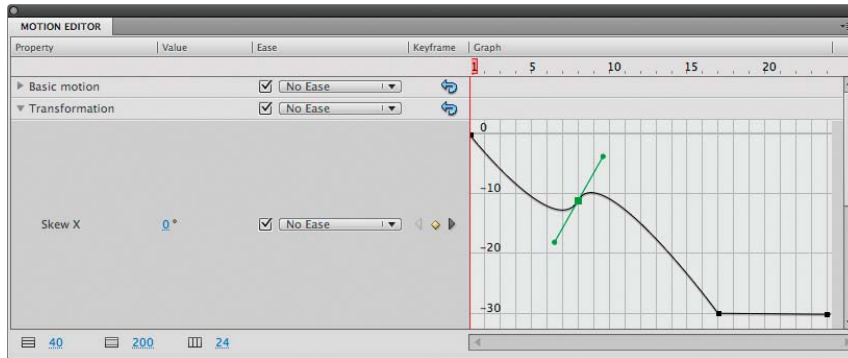 MOTION EDITOR
Property Value Ease Keyframe Graph
1 5 10 15 20
Basic motion No Ease
Transformation No Ease
0
-10
Skew X 0° No Ease
-20
-30
40 200 24